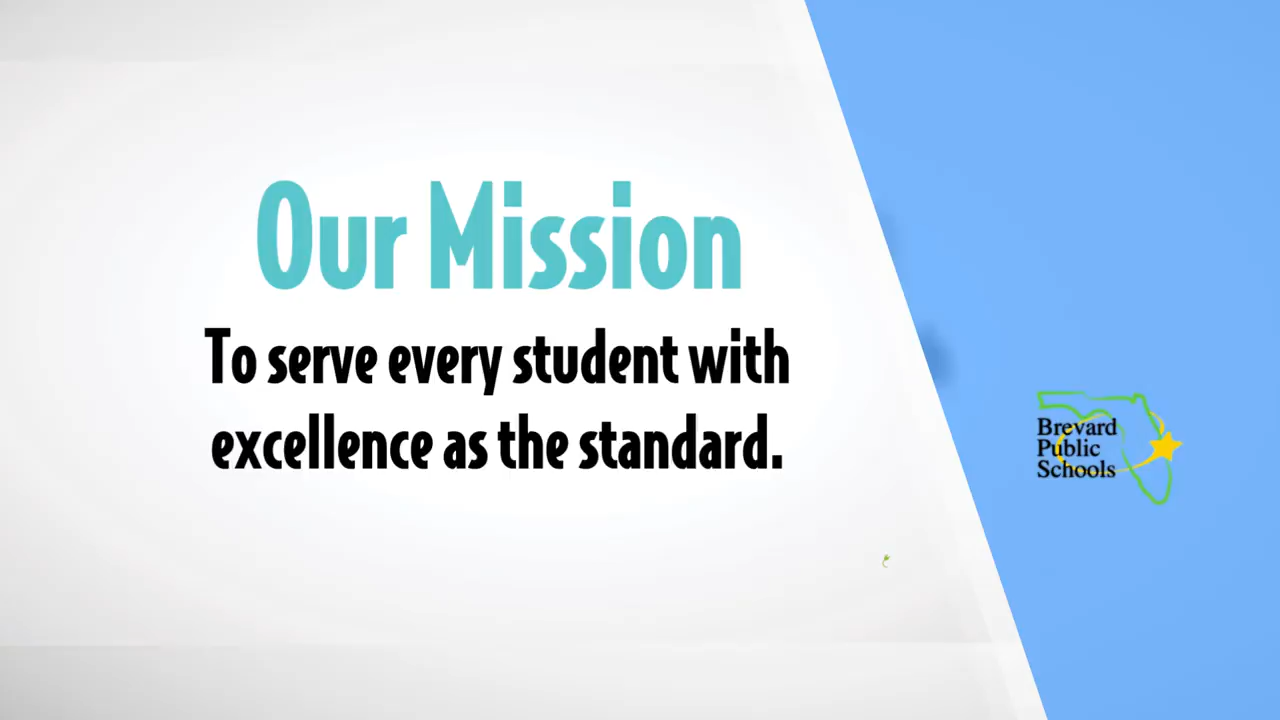 Our Mission
To serve every student with
excellence as the standard.
Brevard
Public
Schools